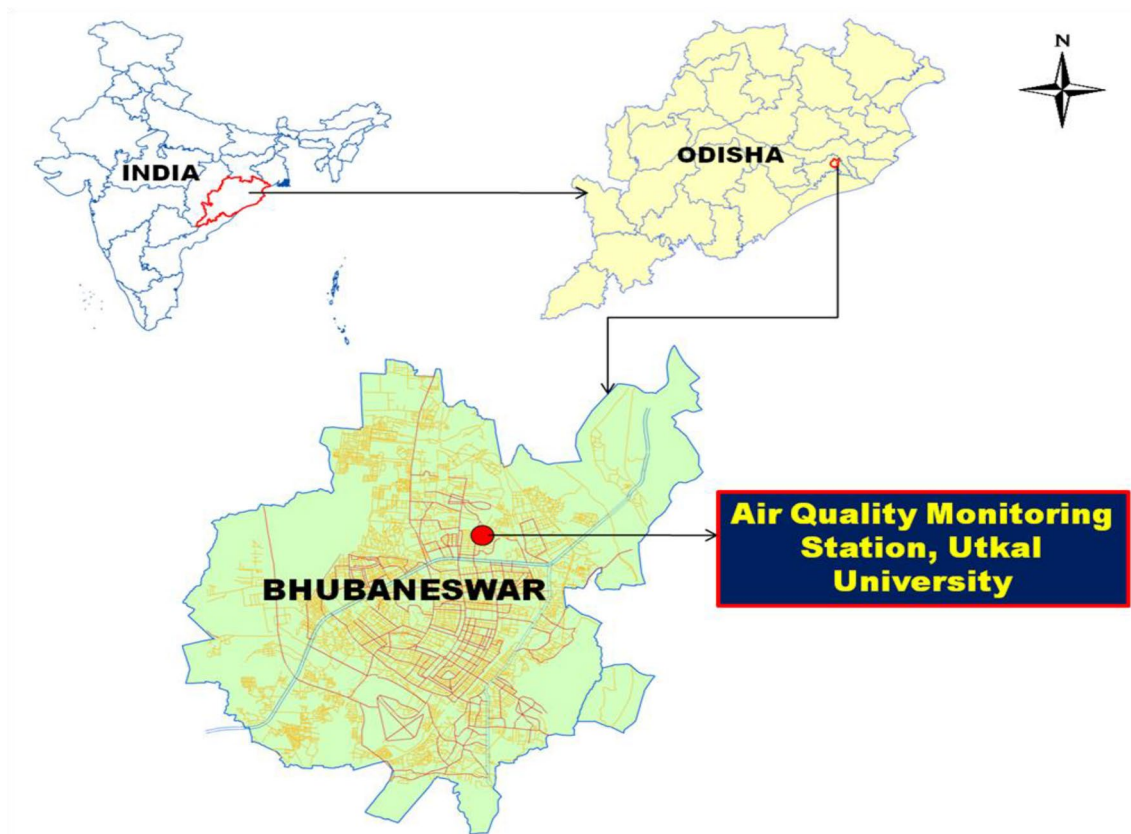 N
INDIA
ODISHA
Air Quality Monitoring
Station, Utkal
University
BHUBANESWAR